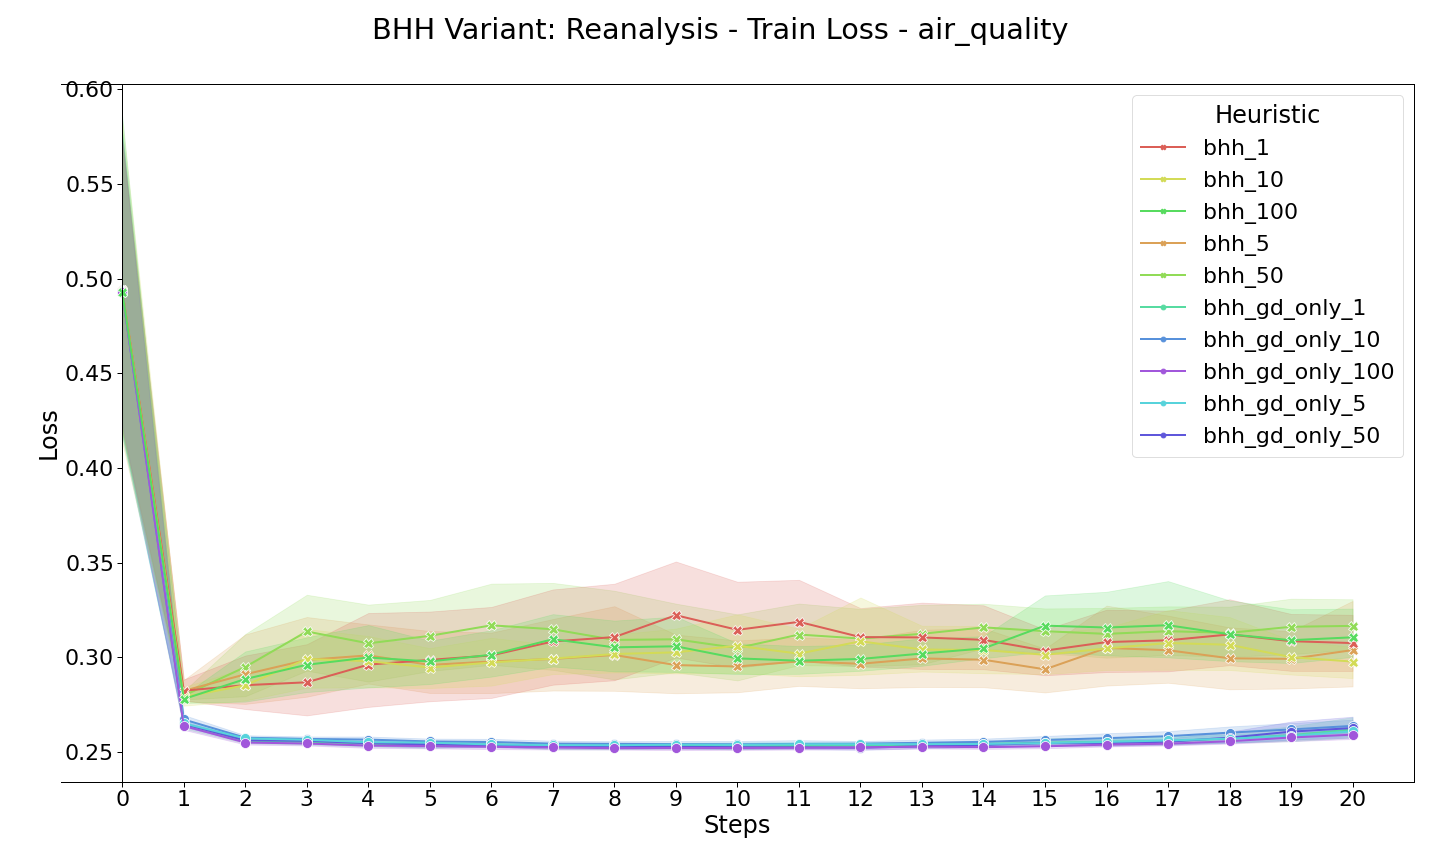 BHH Variant: Reanalysis - Train Loss - air_quality
Loss
0.60
0.55
0.50
0.45
0.40
0.35
0.30
0.25
Heuristic
bhh_1
bhh_10
bhh_100
bhh_5
bhh_50
bhh_gd_only_1
bhh_gd_only_10
bhh_gd_only_100
bhh_gd_only_5
bhh_gd_only_50
0 1 2 3 4 5 6 7 8 9 10 11 12 13 14 15 16 17 18 19 20
Steps